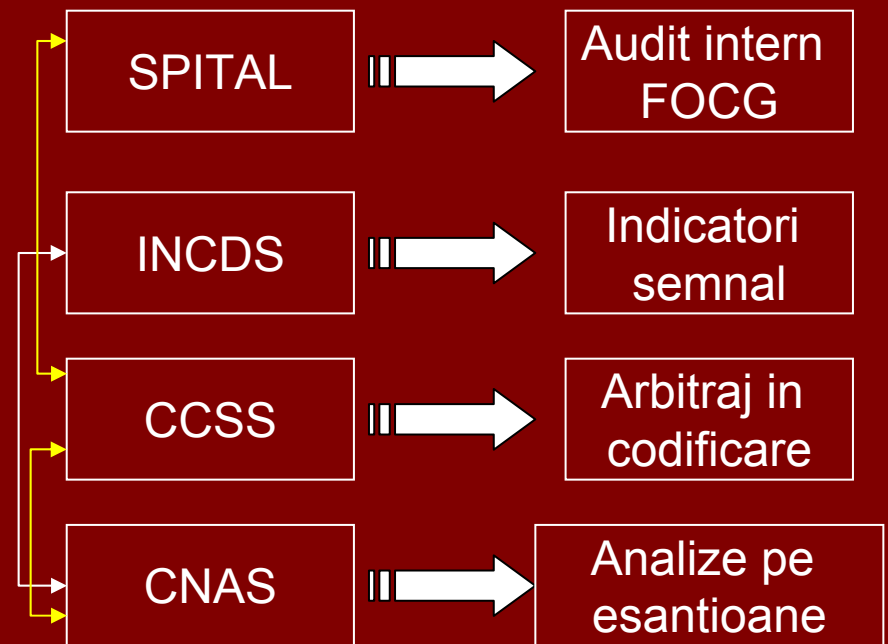 SPITAL
Audit intern
FOCG
INCDS
Indicatori
semnal
CCSS
Arbitraj in
codificare
CNAS
Analize pe
esantioane